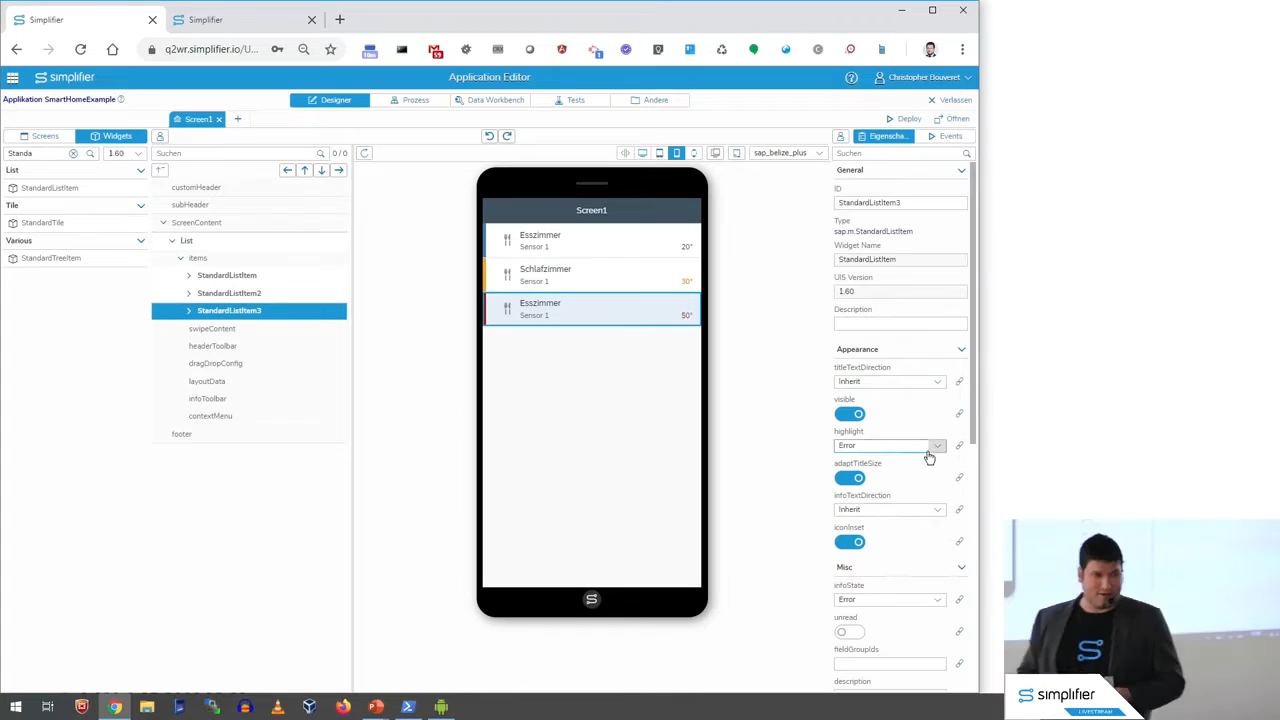 Simplifier
Simplifier
q2wr.simplifier.io/U...
simplifier
Application Editor
Christopher Bouveret
Applikation SmartHomeExample
Designer
Prozess
Data Workbench
Tests
Andere
Verlassen
Screen1
Deploy
Öffnen
Screens
Widgets
Eigenscha...
Events
Standa
1.60
Suchen
0/0
sap_belize_plus
Suchen
List
StandardListItem
Tile
StandardTile
Various
StandardTreeItem
customHeader
subHeader
ScreenContent
List
items
StandardListItem
StandardListItem2
StandardListItem3
swipeContent
headerToolbar
dragDropConfig
layoutData
infoToolbar
contextMenu
footer
Screen1
Esszimmer
Sensor 1
20°
Schlafzimmer
Sensor 1
30°
Esszimmer
Sensor 1
50°
General
ID
StandardListItem3
Type
sap.m.StandardListItem
Widget Name
StandardListItem
UI5 Version
1.60
Description
Appearance
titleTextDirection
Inherit
visible
highlight
Error
adaptTitleSize
infoTextDirection
Inherit
iconInset
Misc
infoState
Error
unread
fieldGroupIds
description
simplifier
LIVESTREAM